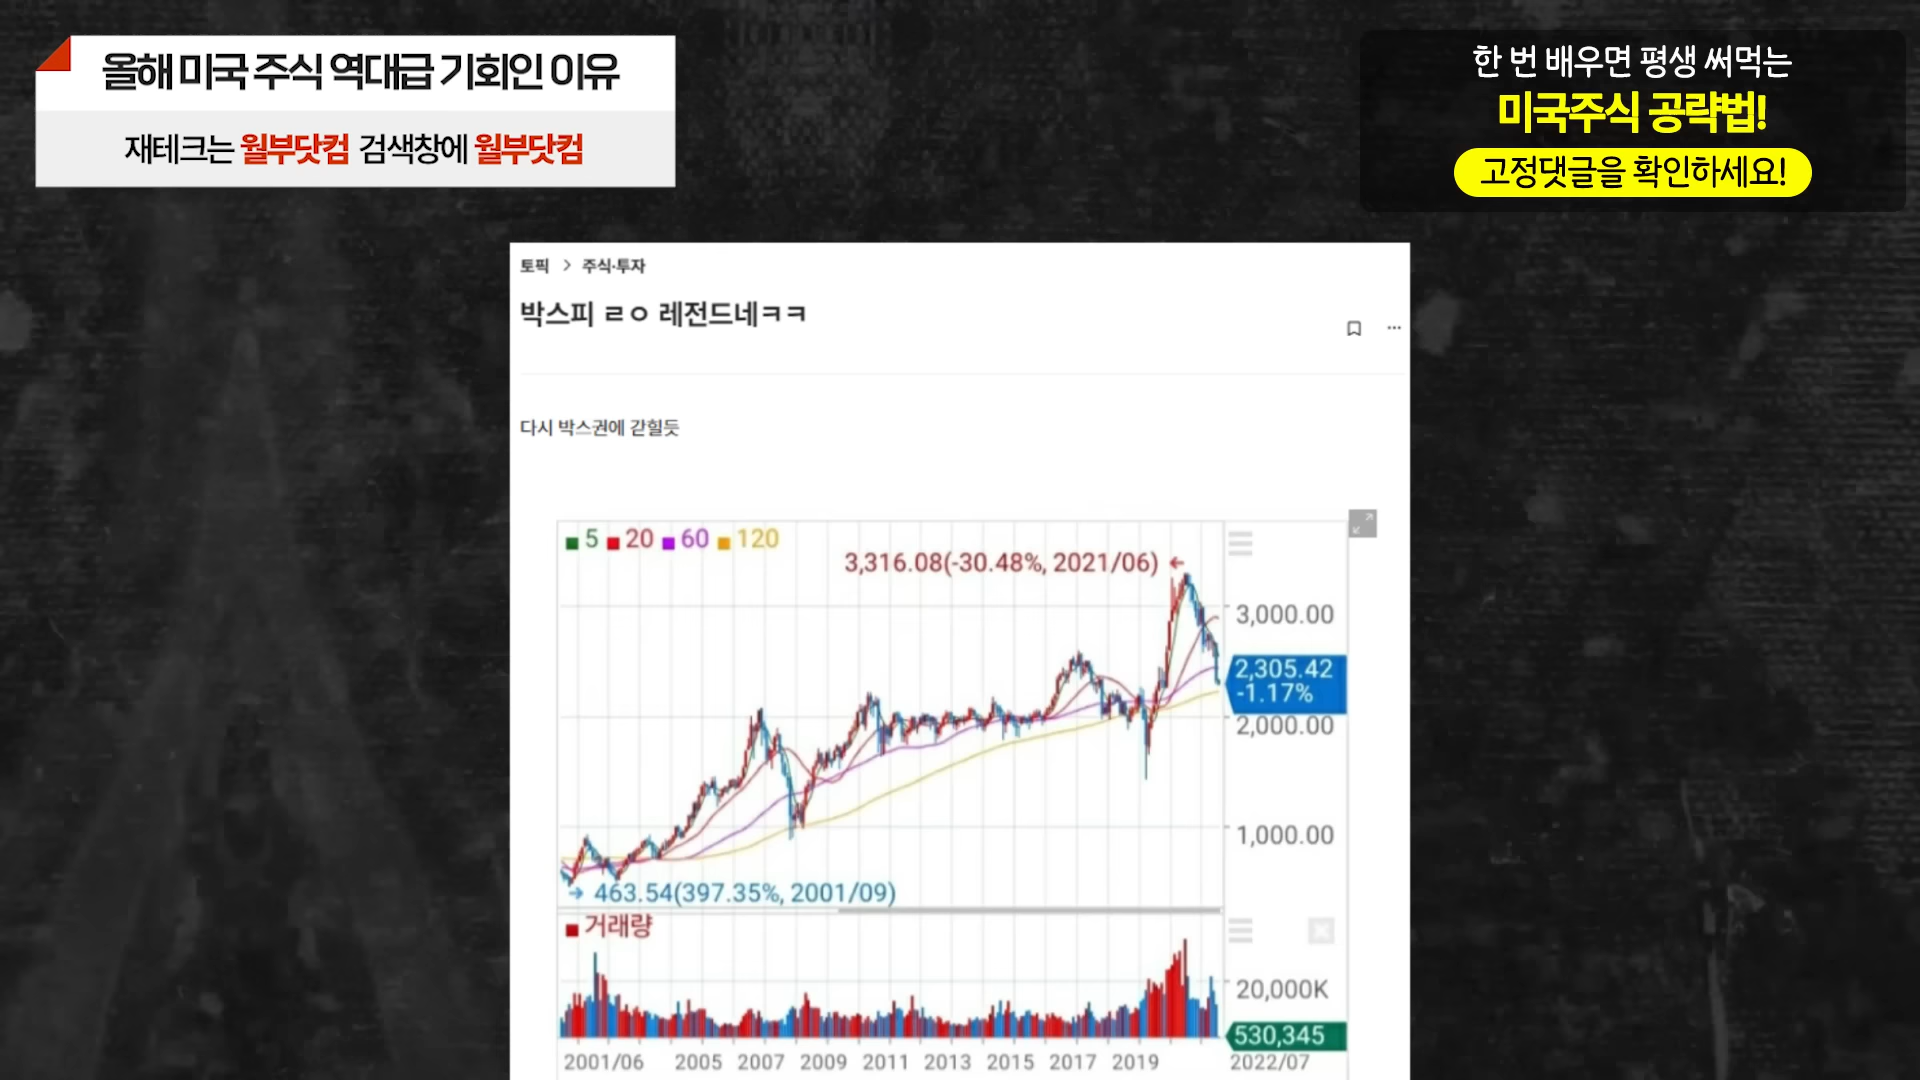 올해 미국 주식 역대급 기회인 이유
재테크는 월부닷컴 검색창에 월부닷컴
한 번 배우면 평생 써먹는
미국주식 공략법!
고정댓글을 확인하세요!
토픽 > 주식·투자
박스피 ㄹㅇ 레전드네ㅋㅋ
다시 박스권에 갇힐듯
5 20 60 120
3,316.08(-30.48%, 2021/06)
3,000.00
2,305.42
-1.17%
2,000.00
1,000.00
463.54(397.35%, 2001/09)
거래량
20,000K
530,345
2001/06 2005 2007 2009 2011 2013 2015 2017 2019 2022/07